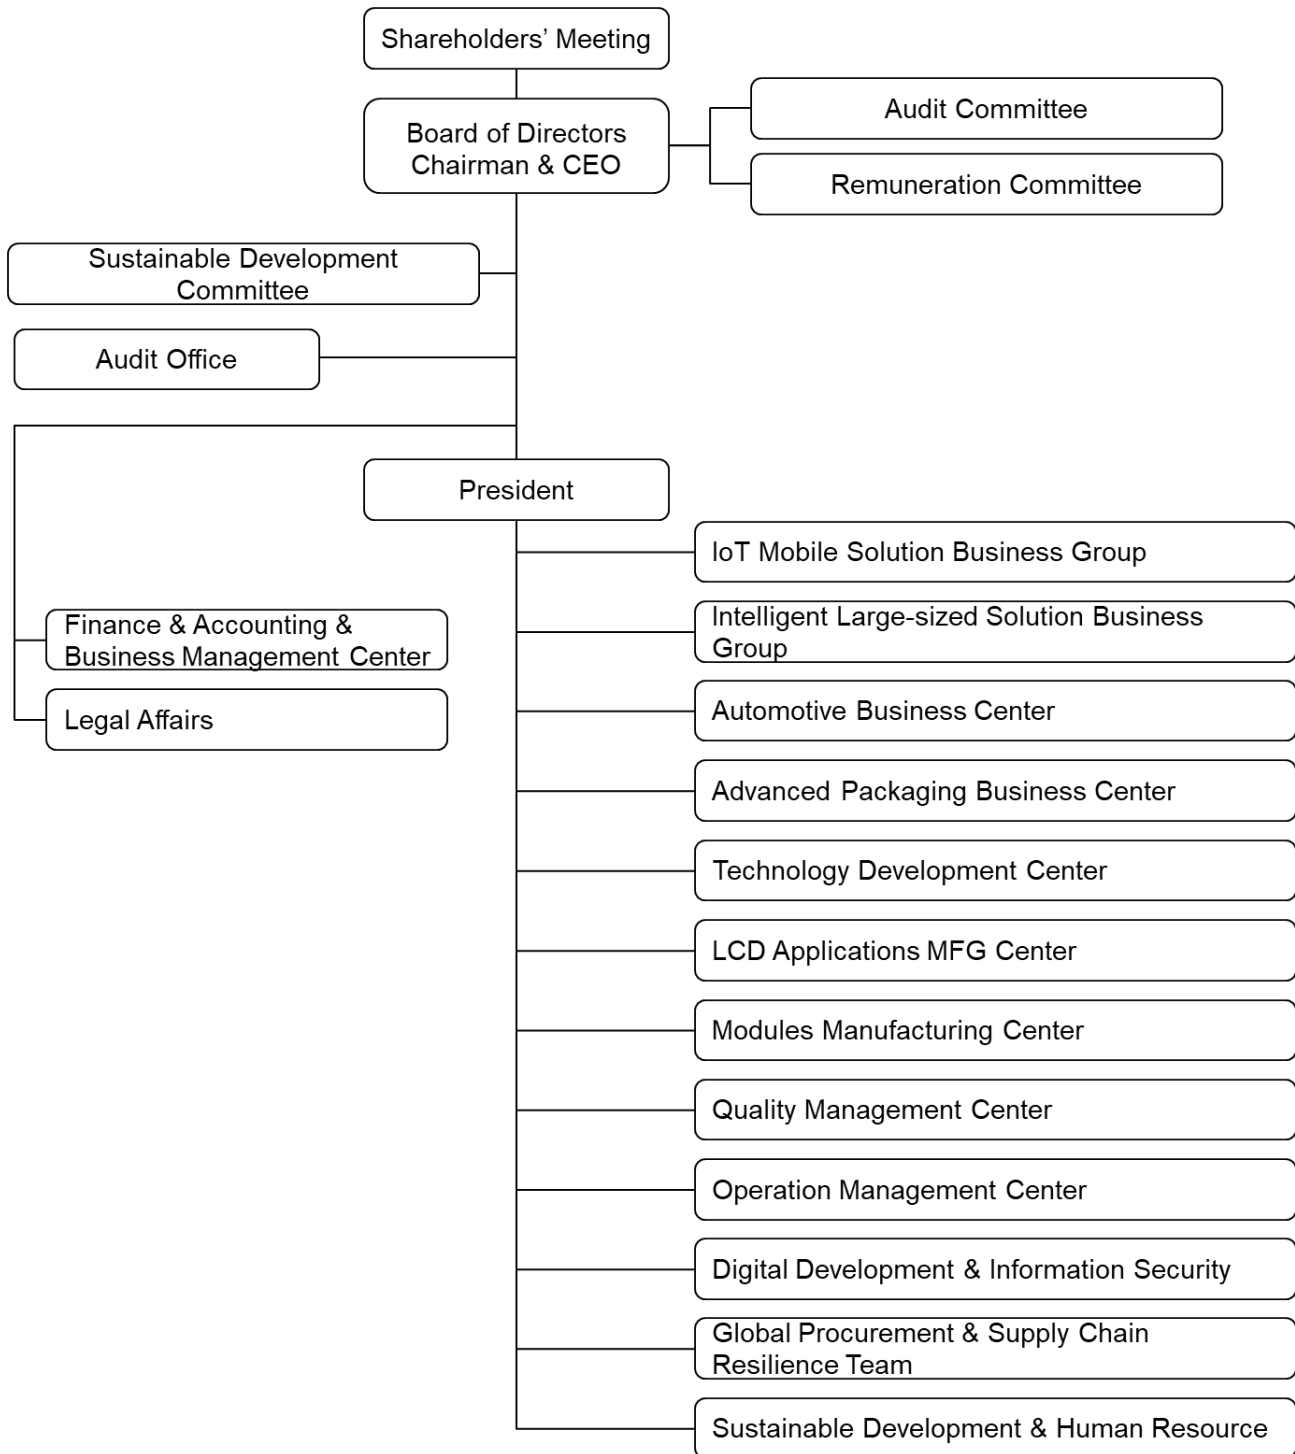 Shareholders’ Meeting
Board of Directors
Chairman & CEO
Audit Committee
Remuneration Committee
Sustainable Development
Committee
Audit Office
President
IoT Mobile Solution Business Group
Intelligent Large-sized Solution Business
Group
Finance & Accounting &
Business Management Center
Legal Affairs
Automotive Business Center
Advanced Packaging Business Center
Technology Development Center
LCD Applications MFG Center
Modules Manufacturing Center
Quality Management Center
Operation Management Center
Digital Development & Information Security
Global Procurement & Supply Chain
Resilience Team
Sustainable Development & Human Resource